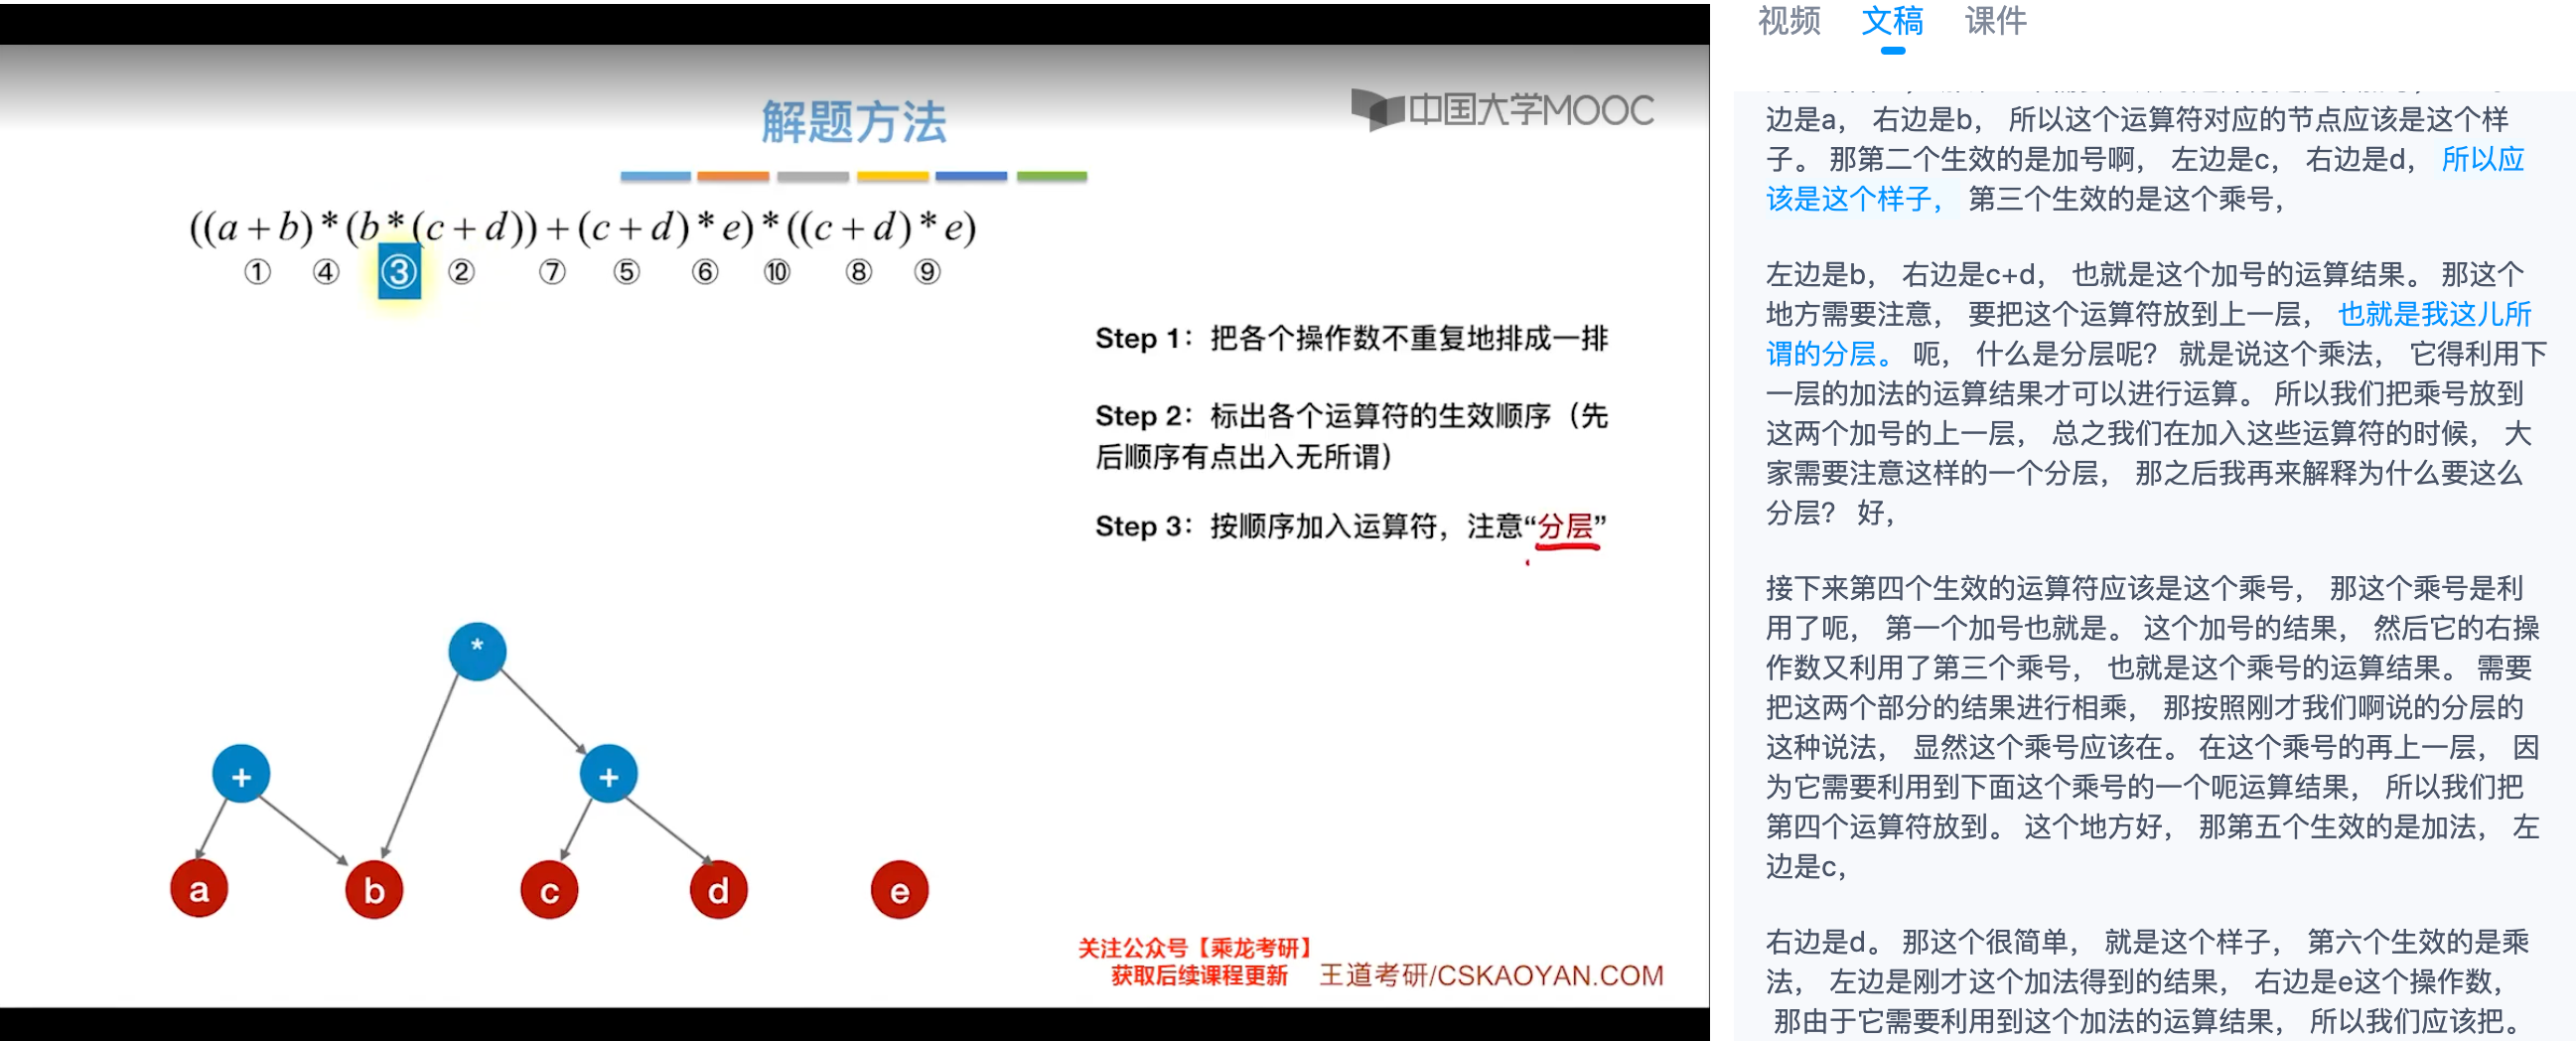 解题方法
中国大学MOOC
((a+b)*(b*(c+d))+(c+d)*e)*((c+d)*e)
① ④ ③ ② ⑦ ⑤ ⑥ ⑩ ⑧ ⑨
Step 1：把各个操作数不重复地排成一排
Step 2：标出各个运算符的生效顺序（先
后顺序有点出入无所谓）
Step 3：按顺序加入运算符，注意“分层”
*
+ +
a b c d e
关注公众号【乘龙考研】
获取后续课程更新
王道考研/CSKAOYAN.COM
视频 文稿 课件
边是a， 右边是b， 所以这个运算符对应的节点应该是这个样
子。 那第二个生效的是加号啊， 左边是c， 右边是d， 所以应
该是这个样子， 第三个生效的是这个乘号，
左边是b， 右边是c+d， 也就是这个加号的运算结果。 那这个
地方需要注意， 要把这个运算符放到上一层， 也就是我这儿所
谓的分层。 呃， 什么是分层呢？ 就是说这个乘法， 它得利用下
一层的加法的运算结果才可以进行运算。 所以我们把乘号放到
这两个加号的上一层， 总之我们在加入这些运算符的时候， 大
家需要注意这样的一个分层， 那之后我再来解释为什么要这么
分层？ 好，
接下来第四个生效的运算符应该是这个乘号， 那这个乘号是利
用了呃， 第一个加号也就是。 这个加号的结果， 然后它的右操
作数又利用了第三个乘号， 也就是这个乘号的运算结果。 需要
把这两个部分的结果进行相乘， 那按照刚才我们啊说的分层的
这种说法， 显然这个乘号应该在。 在这个乘号的再上一层， 因
为它需要利用到下面这个乘号的一个呃运算结果， 所以我们把
第四个运算符放到。 这个地方好， 那第五个生效的是加法， 左
边是c，
右边是d。 那这个很简单， 就是这个样子， 第六个生效的是乘
法， 左边是刚才这个加法得到的结果， 右边是e这个操作数，
那由于它需要利用到这个加法的运算结果， 所以我们应该把。